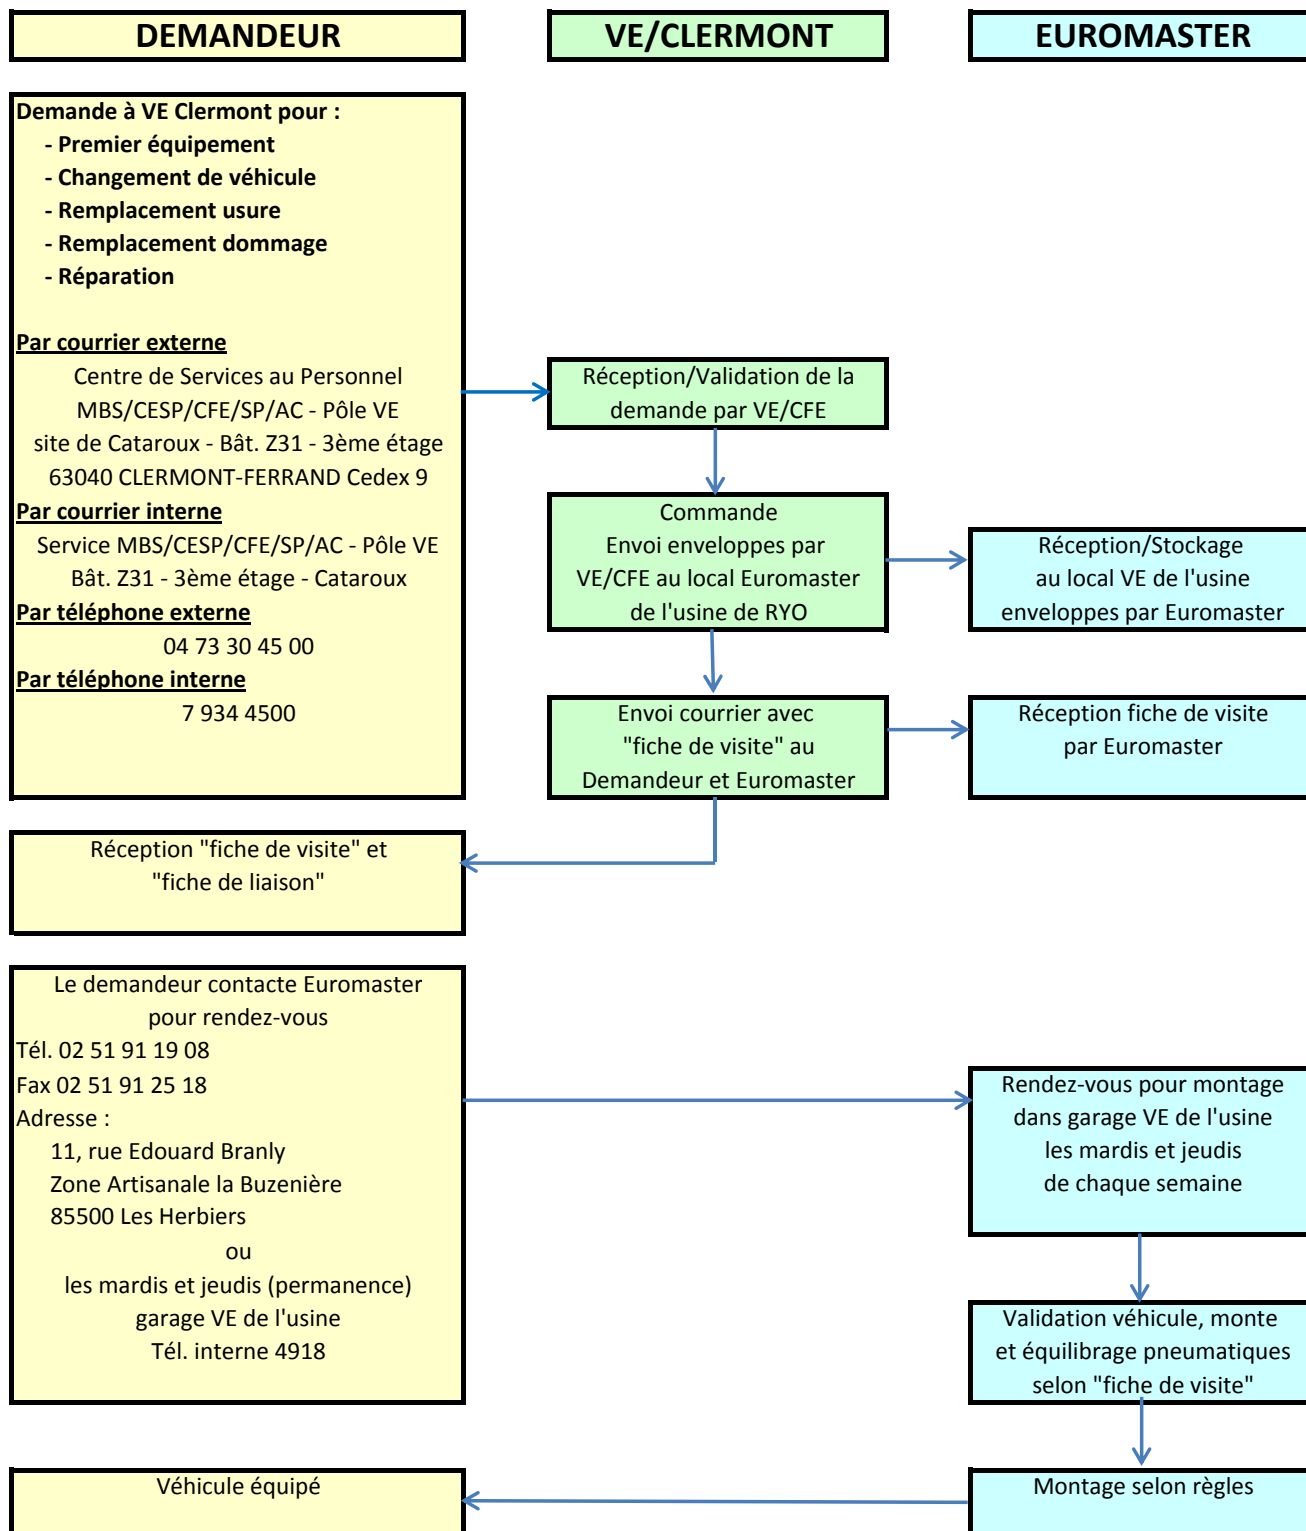 DEMANDEUR
VE/CLERMONT
EUROMASTER
Demande à VE Clermont pour :
- Premier équipement
- Changement de véhicule
- Remplacement usure
- Remplacement dommage
- Réparation
Par courrier externe
Centre de Services au Personnel
MBS/CESP/CFE/SP/AC - Pôle VE
site de Cataroux - Bât. Z31 - 3ème étage
63040 CLERMONT-FERRAND Cedex 9
Par courrier interne
Service MBS/CESP/CFE/SP/AC - Pôle VE
Bât. Z31 - 3ème étage - Cataroux
Par téléphone externe
04 73 30 45 00
Par téléphone interne
7 934 4500
Réception/Validation de la
demande par VE/CFE
Commande
Envoi enveloppes par
VE/CFE au local Euromaster
de l'usine de RYO
Réception/Stockage
au local VE de l'usine
enveloppes par Euromaster
Envoi courrier avec
"fiche de visite" au
Demandeur et Euromaster
Réception fiche de visite
par Euromaster
Réception "fiche de visite" et
"fiche de liaison"
Le demandeur contacte Euromaster
pour rendez-vous
Tél. 02 51 91 19 08
Fax 02 51 91 25 18
Adresse :
11, rue Edouard Branly
Zone Artisanale la Buzenière
85500 Les Herbiers
ou
les mardis et jeudis (permanence)
garage VE de l'usine
Tél. interne 4918
Rendez-vous pour montage
dans garage VE de l'usine
les mardis et jeudis
de chaque semaine
Validation véhicule, monte
et équilibrage pneumatiques
selon "fiche de visite"
Montage selon règles
Véhicule équipé